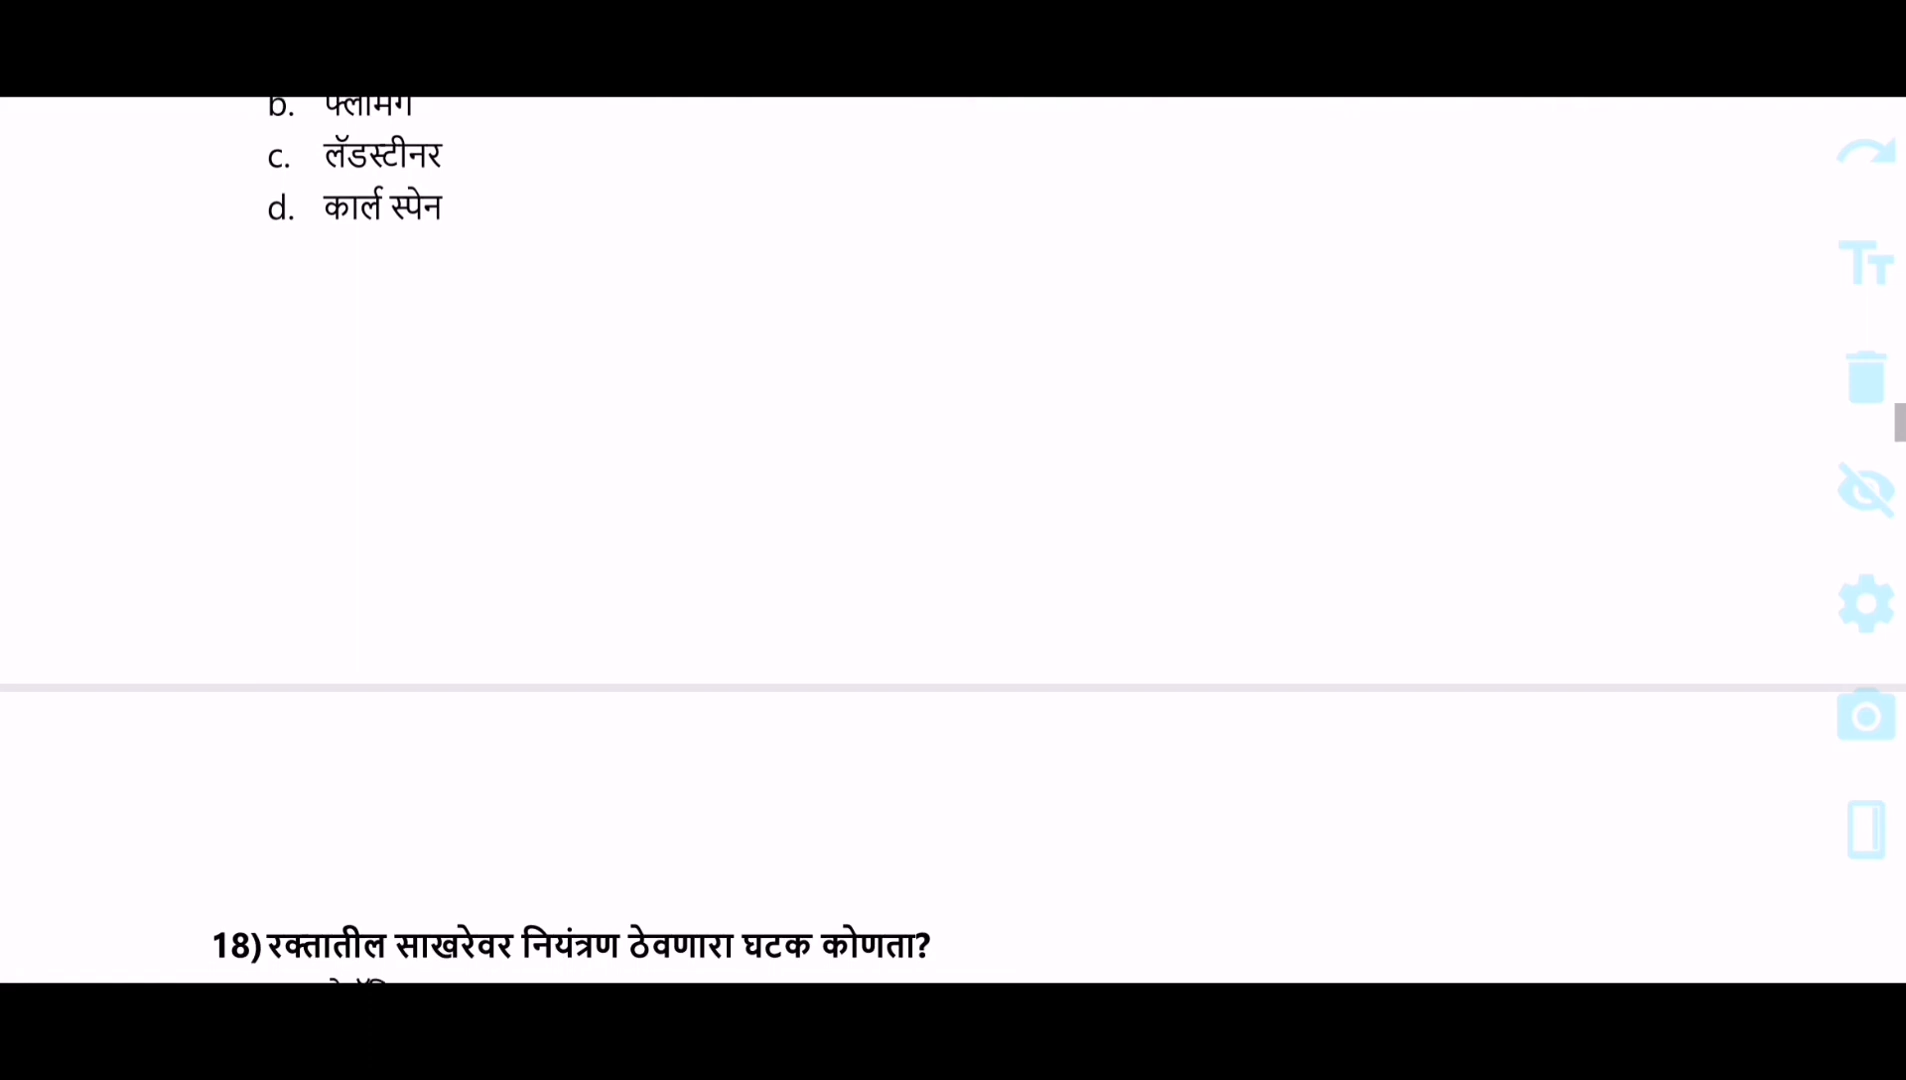 b. फ्लेमिंग
c. लॅडस्टीनर
d. कार्ल स्पेन
18) रक्तातील साखरेवर नियंत्रण ठेवणारा घटक कोणता?